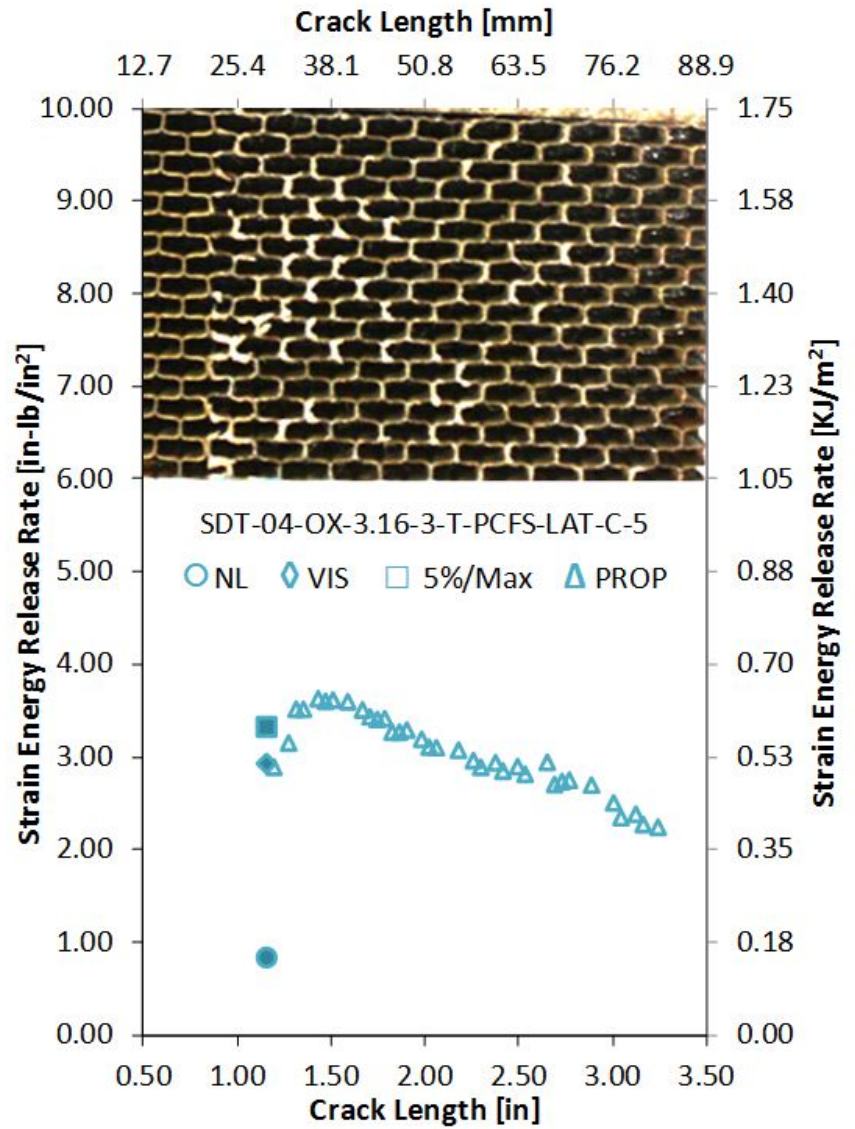 Crack Length [mm]
12.7 25.4 38.1 50.8 63.5 76.2 88.9
10.00 1.75
9.00 1.58
8.00 1.40
7.00 1.23
6.00 1.05
SDT-04-OX-3.16-3-T-PCFS-LAT-C-5
5.00 NL VIS 5%/Max PROP 0.88
4.00 0.70
3.00 0.53
2.00 0.35
1.00 0.18
0.00 0.00
0.50 1.00 1.50 2.00 2.50 3.00 3.50
Crack Length [in]
Strain Energy Release Rate [in-lb/in²]
Strain Energy Release Rate [KJ/m²]